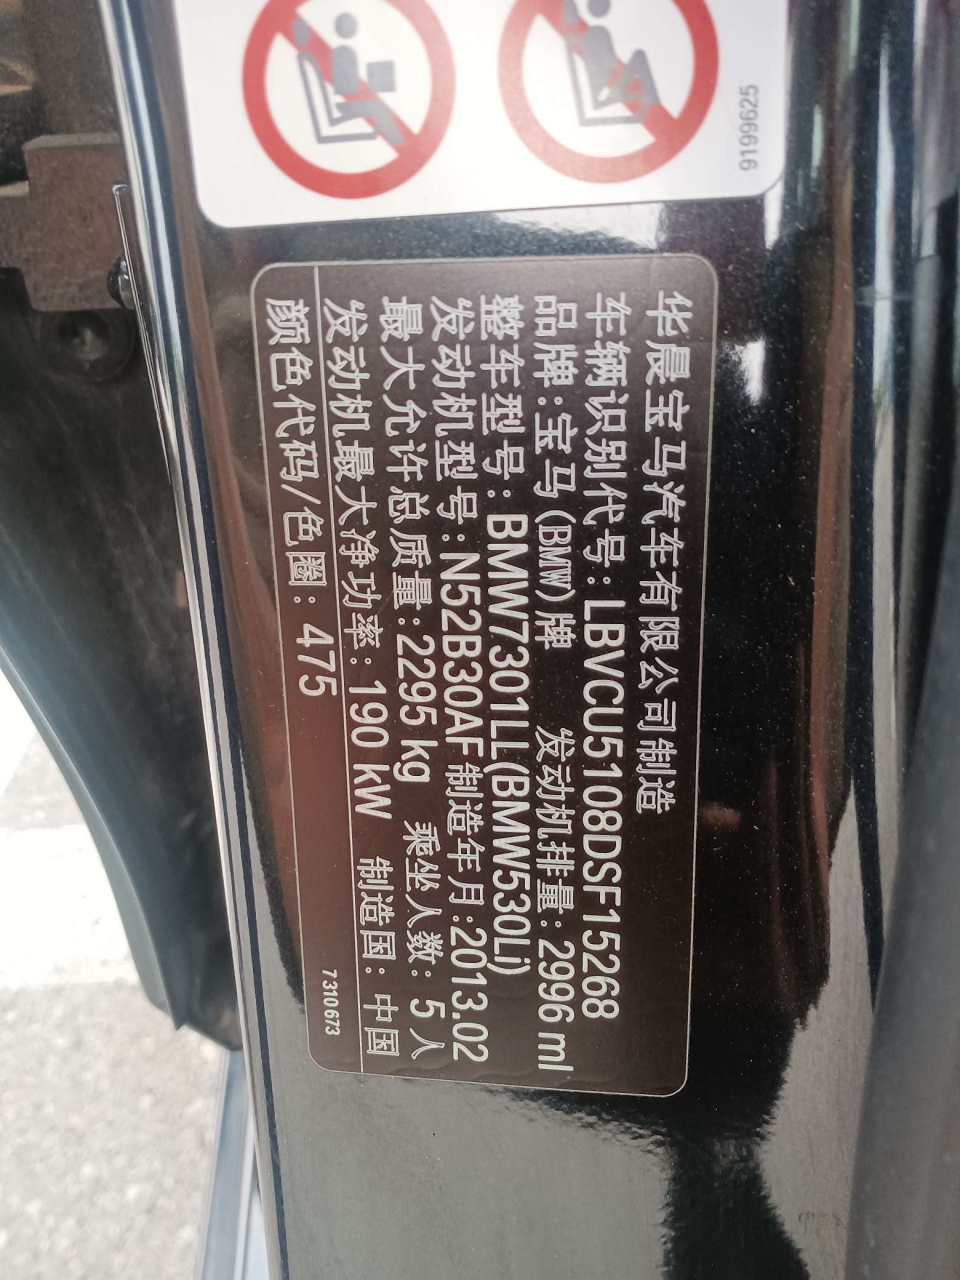 9199625
华晨宝马汽车有限公司制造
车辆识别代号:LBVCU5108DSF15268
品牌:宝马(BMW)牌 发动机排量:2996 ml
整车型号:BMW7301LL(BMW530Li)
发动机型号:N52B30AF 制造年月:2013.02
最大允许总质量:2295 kg 乘坐人数:5人
发动机最大净功率:190 kW 制造国:中国
颜色代码/色圈:475
7310673